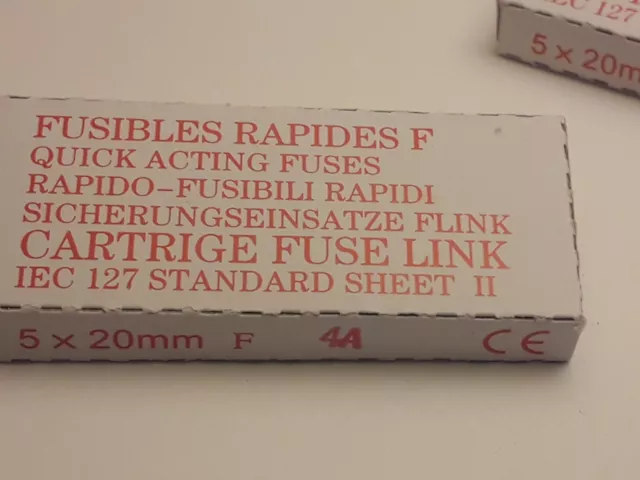 IEC 127
5 x 20m
FUSIBLES RAPIDES F
QUICK ACTING FUSES
RAPIDO-FUSIBILI RAPIDI
SICHERUNGSEINSATZE FLINK
CARTRIGE FUSE LINK
IEC 127 STANDARD SHEET II
5 x 20mm F 4A CE